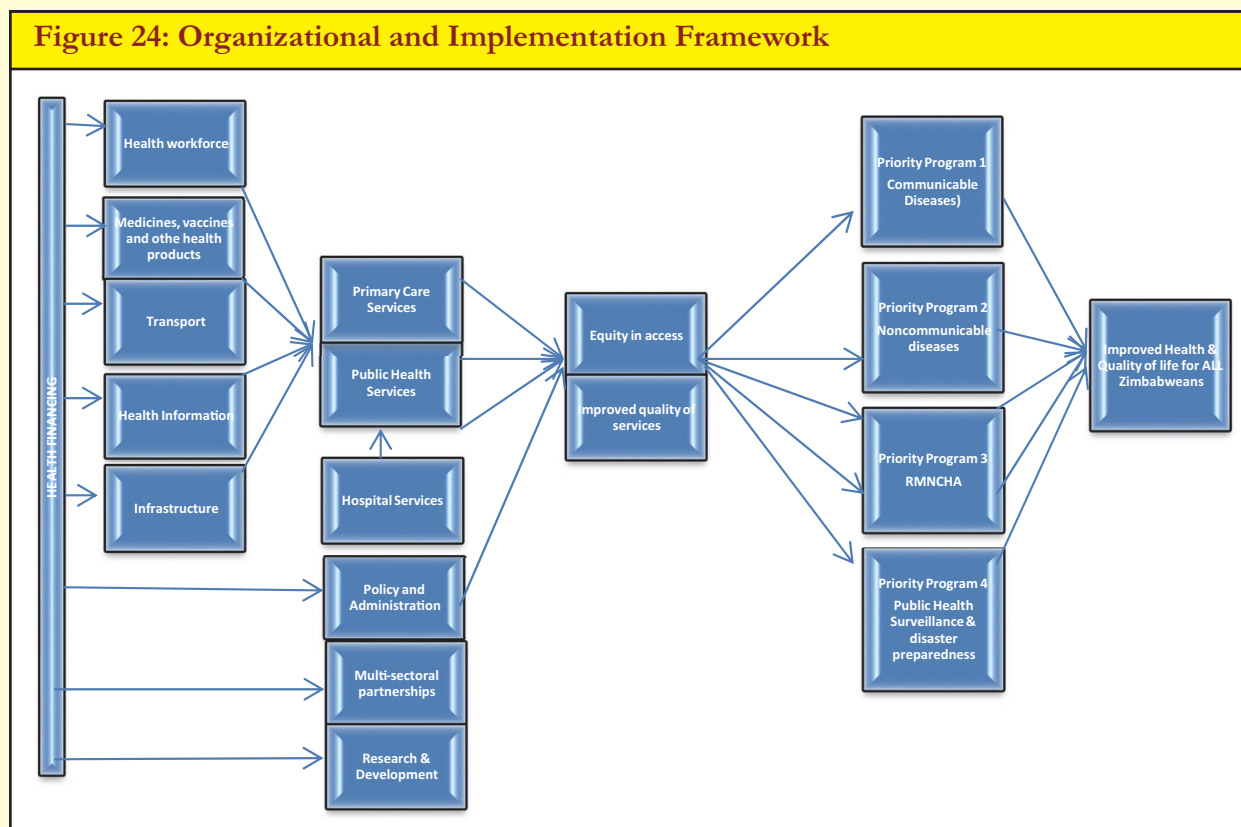 Figure 24: Organizational and Implementation Framework
HEALTH FINANCING
Health workforce
Medicines, vaccines
and othe health
products
Transport
Health Information
Infrastructure
Primary Care
Services
Public Health
Services
Hospital Services
Policy and
Administration
Multi-sectoral
partnerships
Research &
Development
Equity in access
Improved quality of
services
Priority Program 1
Communicable
Diseases)
Priority Program 2
Noncommunicable
diseases
Priority Program 3
RMNCHA
Priority Program 4
Public Health
Surveillance &
disaster
preparedness
Improved Health &
Quality of life for ALL
Zimbabweans